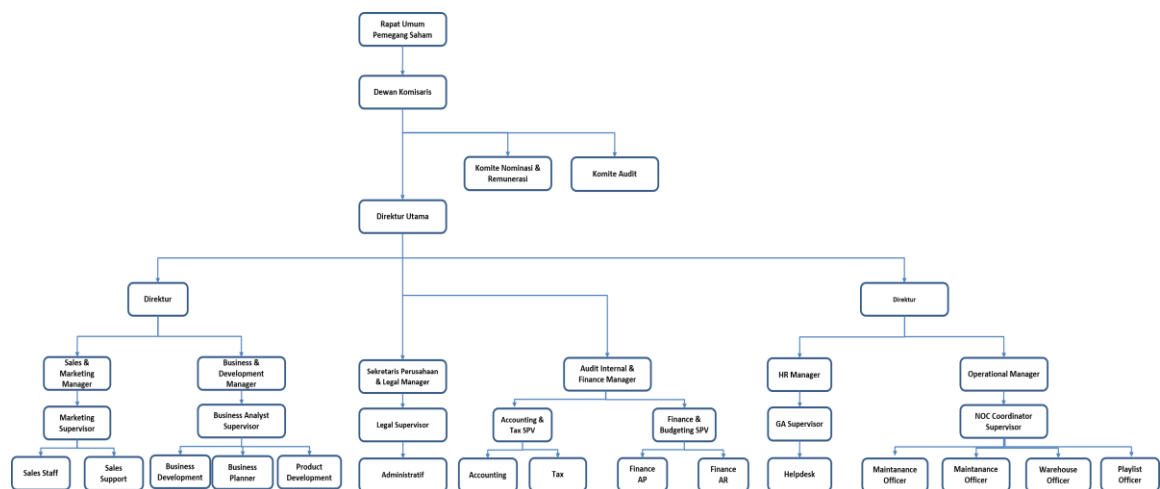 Rapat Umum
Pemegang Saham
Dewan Komisaris
Komite Nominasi &
Remunerasi
Komite Audit
Direktur Utama
Direktur
Direktur
Sales &
Marketing
Manager
Business &
Development
Manager
Sekretaris Perusahaan
& Legal Manager
Audit Internal &
Finance Manager
HR Manager
Operational Manager
Marketing
Supervisor
Business Analyst
Supervisor
Legal Supervisor
Accounting &
Tax SPV
Finance &
Budgeting SPV
GA Supervisor
NOC Coordinator
Supervisor
Sales Staff
Sales
Support
Business
Development
Business
Planner
Product
Development
Administratif
Accounting
Tax
Finance
AP
Finance
AR
Helpdesk
Maintanance
Officer
Maintanance
Officer
Warehouse
Officer
Playlist
Officer